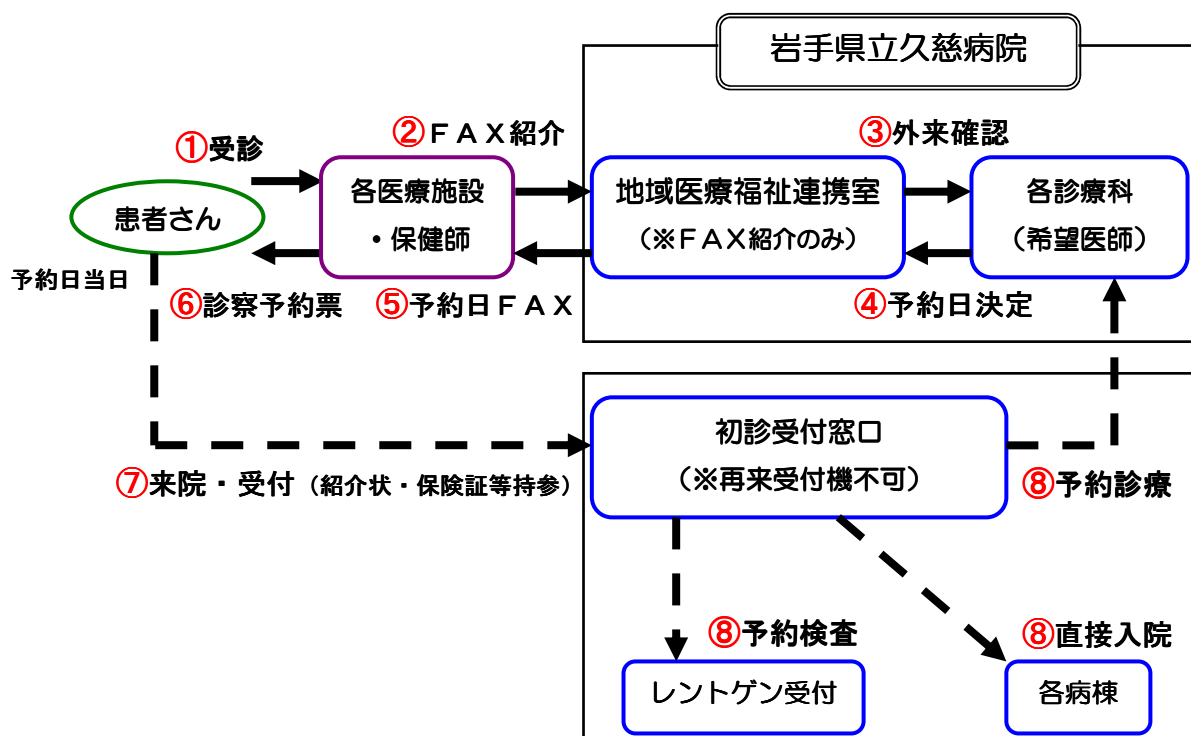 岩手県立久慈病院
①受診
②ＦＡＸ紹介
③外来確認
患者さん
各医療施設
・保健師
地域医療福祉連携室
（※ＦＡＸ紹介のみ）
各診療科
（希望医師）
予約日当日
⑥診察予約票
⑤予約日ＦＡＸ
④予約日決定
初診受付窓口
（※再来受付機不可）
⑦来院・受付（紹介状・保険証等持参）
⑧予約診療
⑧予約検査
⑧直接入院
レントゲン受付
各病棟